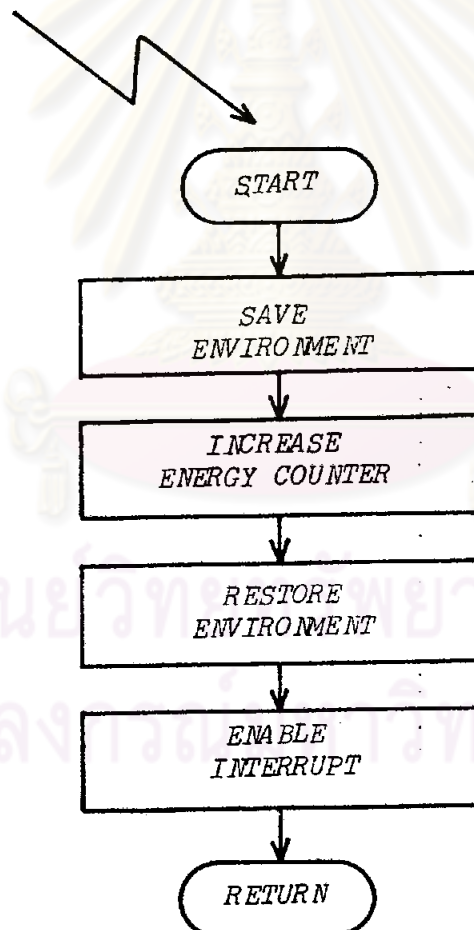 START
SAVE
ENVIRONMENT
INCREASE
ENERGY COUNTER
RESTORE
ENVIRONMENT
ENABLE
INTERRUPT
RETURN